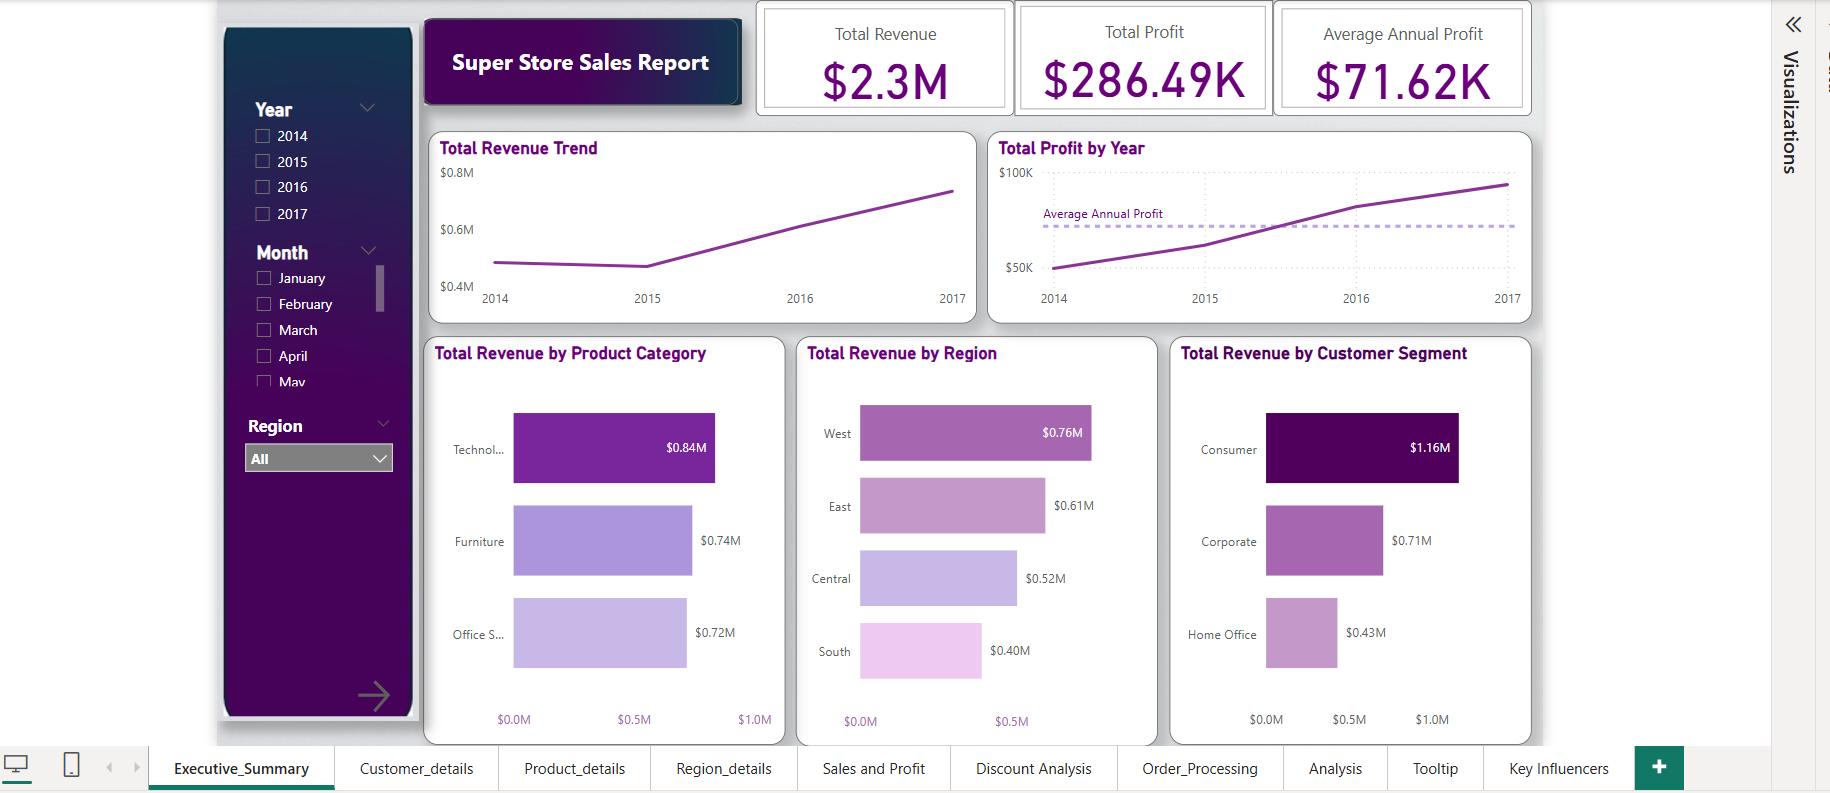 Super Store Sales Report
Total Revenue
$2.3M
Total Profit
$286.49K
Average Annual Profit
$71.62K
Year
2014
2015
2016
2017
Month
January
February
March
April
May
Region
All
Total Revenue Trend
$0.8M
$0.6M
$0.4M
2014 2015 2016 2017
Total Profit by Year
$100K
Average Annual Profit
$50K
2014 2015 2016 2017
Total Revenue by Product Category
Technol... $0.84M
Furniture $0.74M
Office S... $0.72M
$0.0M $0.5M $1.0M
Total Revenue by Region
West $0.76M
East $0.61M
Central $0.52M
South $0.40M
$0.0M $0.5M
Total Revenue by Customer Segment
Consumer $1.16M
Corporate $0.71M
Home Office $0.43M
$0.0M $0.5M $1.0M
Visualizations
Executive_Summary Customer_details Product_details Region_details Sales and Profit Discount Analysis Order_Processing Analysis Tooltip Key Influencers